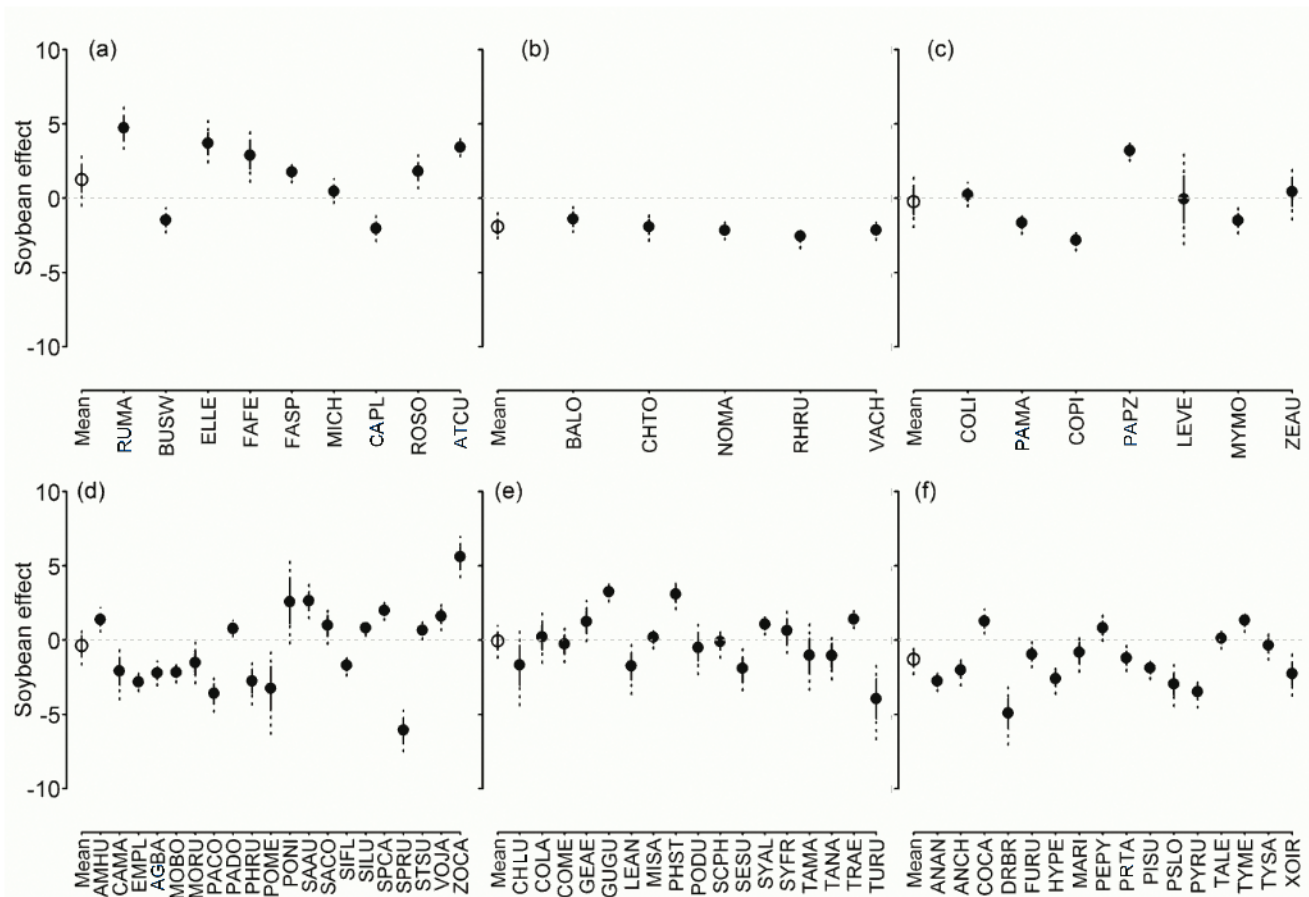 (a)
(b)
(c)
10
5
0
-5
-10
Soybean effect
Mean RUMA BUSW ELLE FAFE FASP MICH CAPL ROSO ATCU
Mean BALO CHTO NOMA RHRU VACH
Mean COLI PAMA COPI PAPZ LEVE MYMO ZEAU
(d)
(e)
(f)
10
5
0
-5
-10
Soybean effect
Mean AMHU CAMA EMPL AGBA MOBO MORU PACO PADO PHRU POME PONI SAAU SACO SIFL SILU SPCA SPRU STSU VOJA ZOCA
Mean CHLU COLA COME GEAE GUGU LEAN MISA PHST PODU SCPH SESU SYAL SYFR TAMA TANA TRAE TURU
Mean ANAN ANCH COCA DRBR FURU HYPE MARI PEPY PRTA PISU PSLO PYRU TALE TYME TYSA XOIR